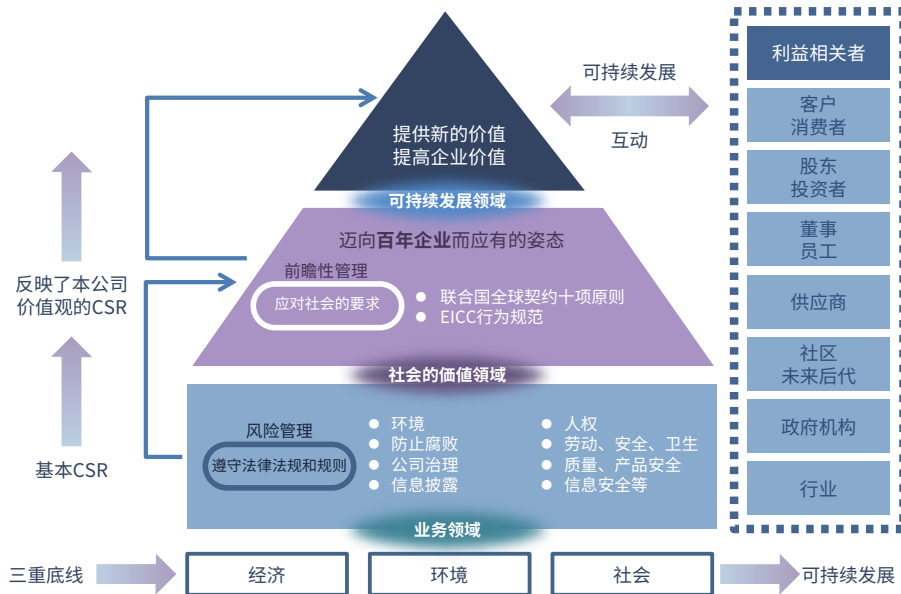 提供新的价值
提高企业价值
可持续发展领域
迈向百年企业而应有的姿态
前瞻性管理
应对社会的要求
● 联合国全球契约十项原则
● EICC行为规范
社会的価値领域
风险管理
遵守法律法规和规则
● 环境
● 防止腐败
● 公司治理
● 信息披露
● 人权
● 劳动、安全、卫生
● 质量、产品安全
● 信息安全等
业务领域
反映了本公司
价值观的CSR
基本CSR
可持续发展
互动
利益相关者
客户
消费者
股东
投资者
董事
员工
供应商
社区
未来后代
政府机构
行业
三重底线
经济
环境
社会
可持续发展